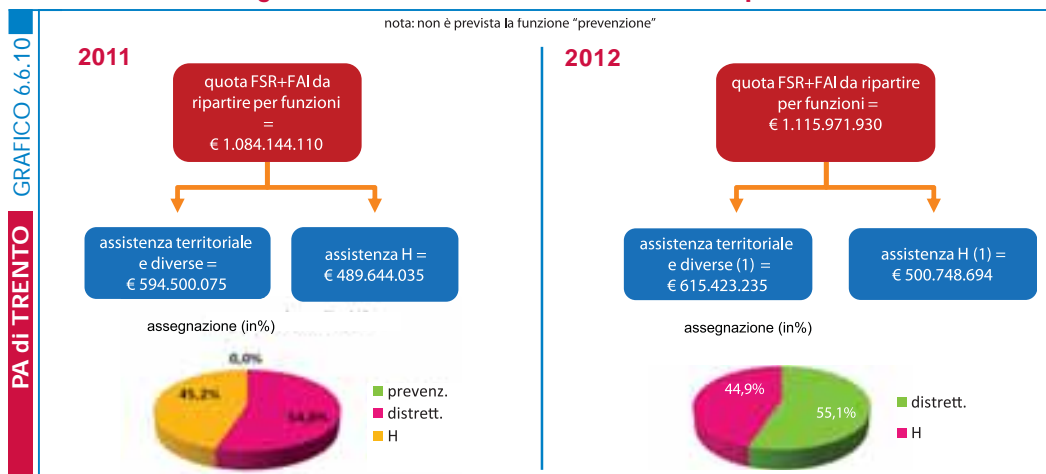 nota: non è prevista la funzione “prevenzione”
GRAFICO 6.6.10
PA di TRENTO
2011
quota FSR+FAI da
ripartire per funzioni
=
€ 1.084.144.110
assistenza territoriale
e diverse =
€ 594.500.075
assistenza H =
€ 489.644.035
assegnazione (in%)
0,0%
45,2%
54,8%
prevenz.
distrett.
H
2012
quota FSR+FAI da ripartire
per funzioni =
€ 1.115.971.930
assistenza territoriale
e diverse (1) =
€ 615.423.235
assistenza H (1) =
€ 500.748.694
assegnazione (in%)
44,9%
55,1%
distrett.
H